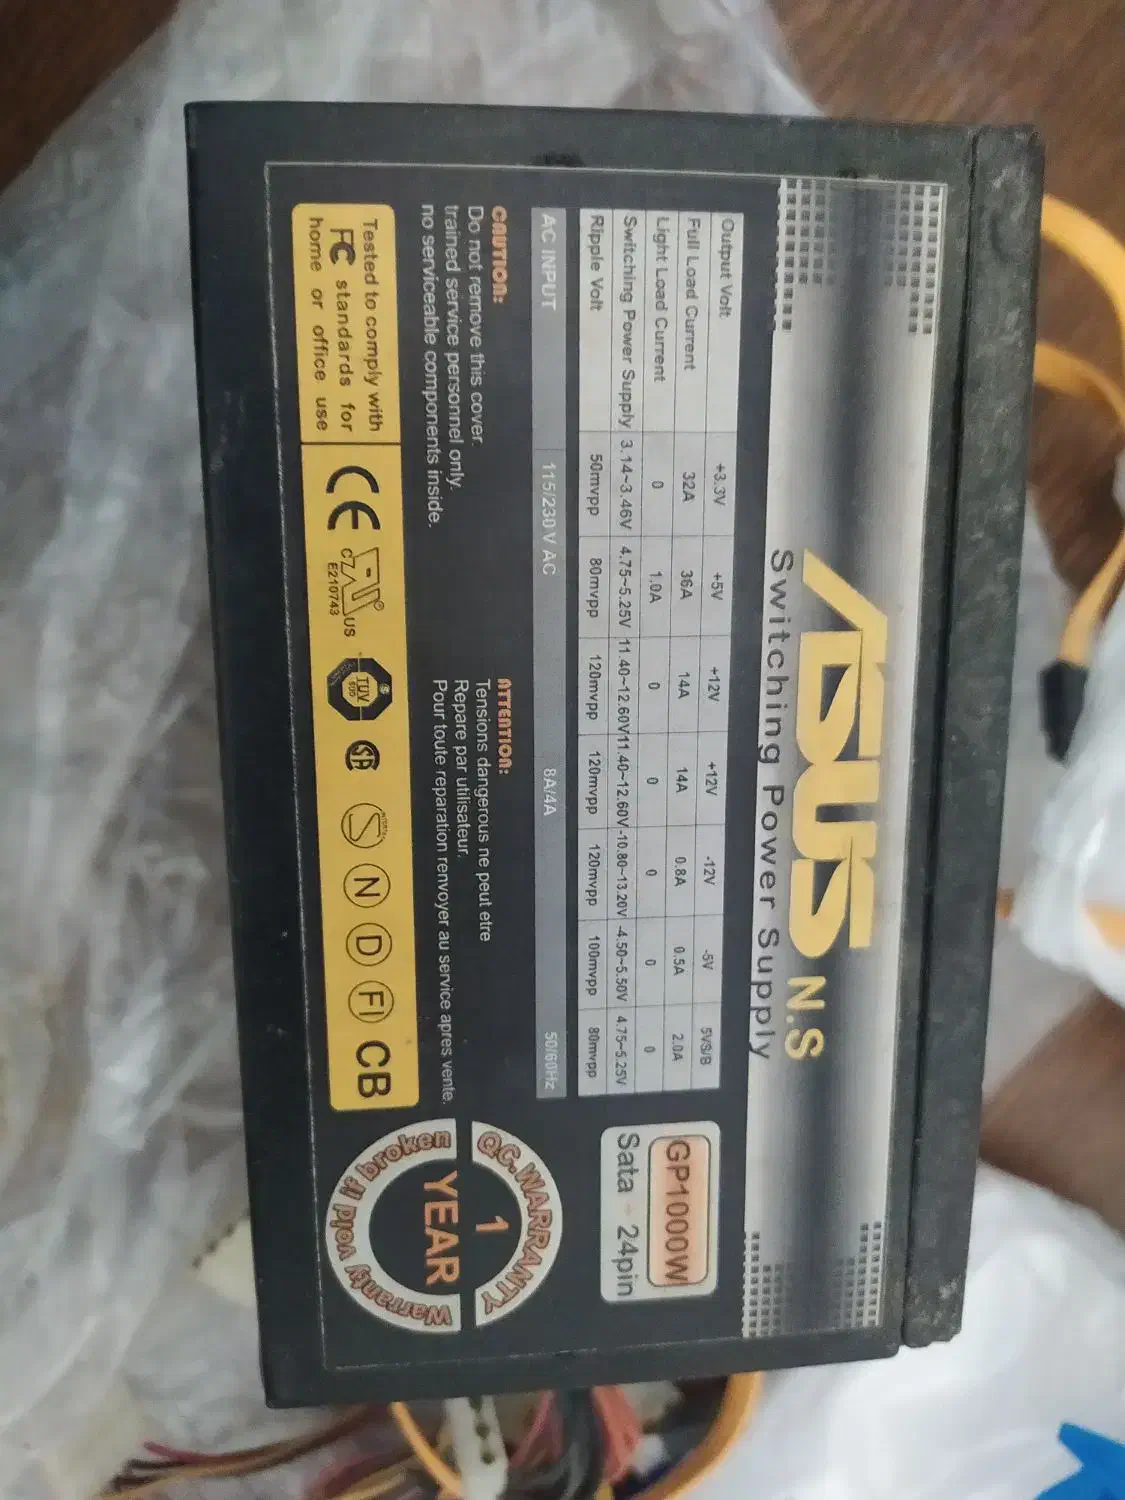 ASUS N.S
Switching Power Supply
Output Volt +3.3V +5V +12V +12V -12V -5V 5VS/B
Full Load Current 32A 36A 14A 14A 0.8A 0.5A 2.0A
Light Load Current 0 1.0A 0 0 0 0 0
Switching Power Supply 3.14~3.46V 4.75~5.25V 11.40~12.60V 11.40~12.60V -10.80~13.20V -4.50~5.50V 4.75~5.25V
Ripple Volt 50mvpp 80mvpp 120mvpp 120mvpp 120mvpp 100mvpp 80mvpp
AC INPUT 115/230V AC 8A/4A 50/60Hz
GP1000W
Sata 24pin
CAUTION:
Do not remove this cover.
trained service personnel only.
no serviceable components inside.
ATTENTION:
Tensions dangerous ne peut etre
Repare par utilisateur.
Pour toute reparation renvoyer au service apres vente.
Tested to comply with
FC standards for
home or office use
CE
c US
E210743
TUV
S N D FI CB
QC.WARRANTY
1
YEAR
Warranty void if broken